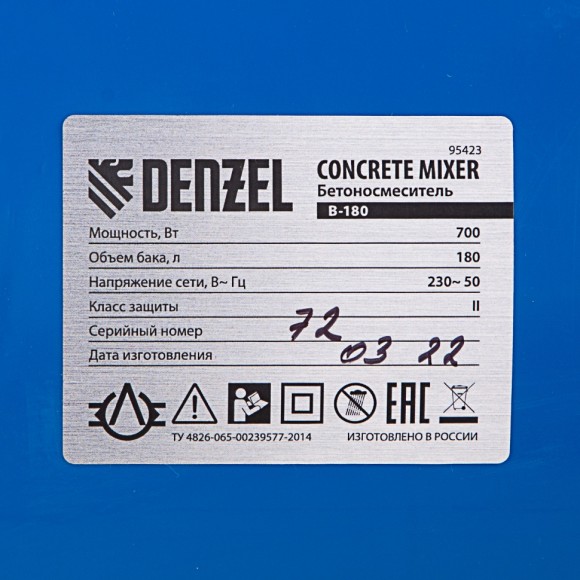 95423
DENZEL
CONCRETE MIXER
Бетоносмеситель
B-180
Мощность, Вт 700
Объем бака, л 180
Напряжение сети, В~ Гц 230~ 50
Класс защиты II
Серийный номер 72
Дата изготовления 03 22
EAC
ТУ 4826-065-00239577-2014 ИЗГОТОВЛЕНО В РОССИИ